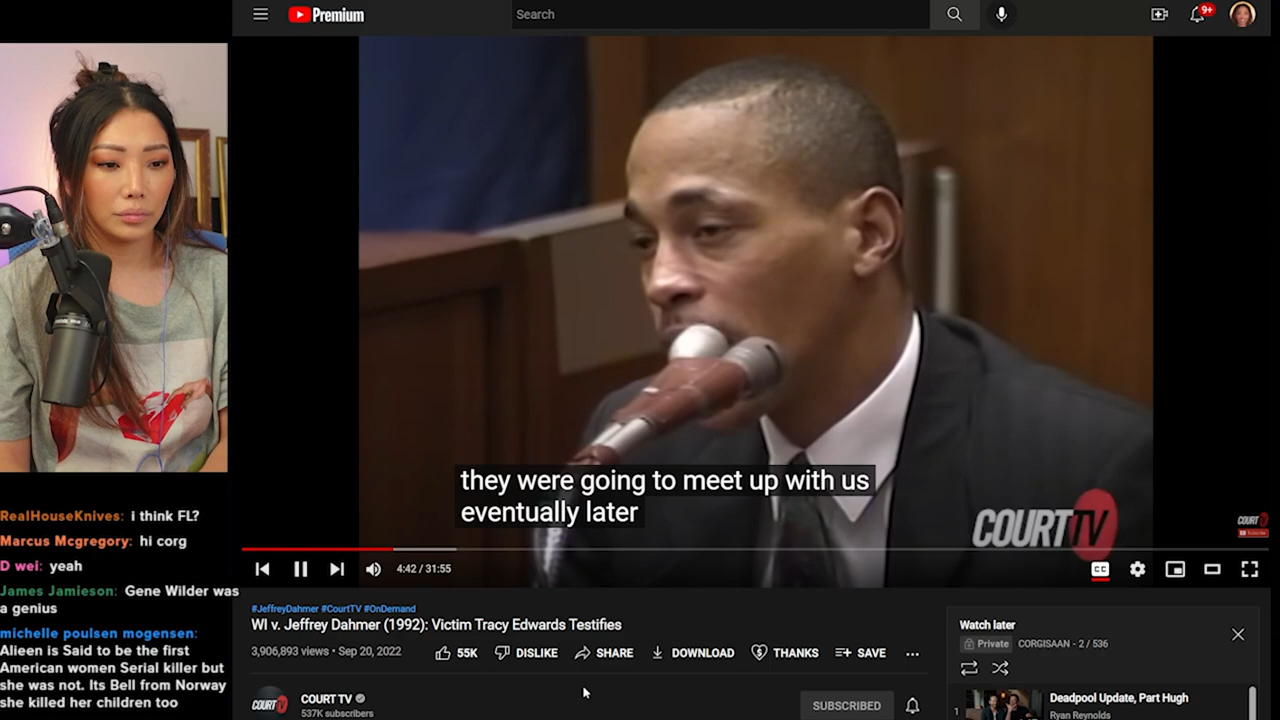 Premium
Search
9+
they were going to meet up with us
eventually later
COURT TV
COURT
4:42 / 31:55
CC
RealHouseKnives: i think FL?
Marcus Mcgregory: hi corg
D wei: yeah
James Jamieson: Gene Wilder was
a genius
michelle poulsen mogensen:
Alieen is Said to be the first
American women Serial killer but
she was not. Its Bell from Norway
she killed her children too
#JeffreyDahmer #CourtTV #OnDemand
WI v. Jeffrey Dahmer (1992): Victim Tracy Edwards Testifies
3,906,893 views • Sep 20, 2022
55K
DISLIKE
SHARE
DOWNLOAD
THANKS
SAVE
COURT TV
COURT TV
537K subscribers
SUBSCRIBED
Watch later
Private CORGISAAN - 2 / 536
1
Deadpool Update, Part Hugh
Ryan Reynolds